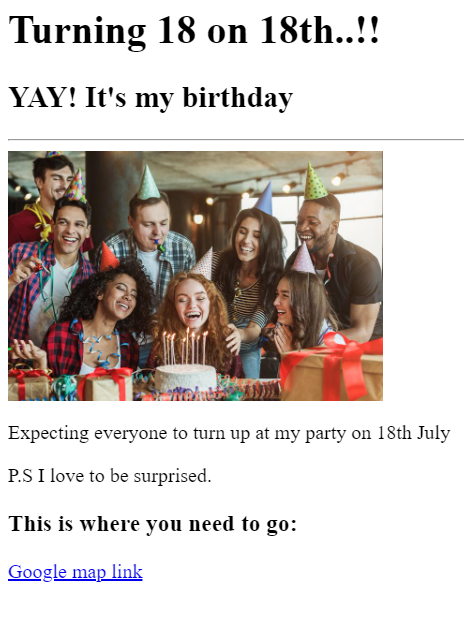 Turning 18 on 18th..!!
YAY! It's my birthday
Expecting everyone to turn up at my party on 18th July
P.S I love to be surprised.
This is where you need to go:
Google map link